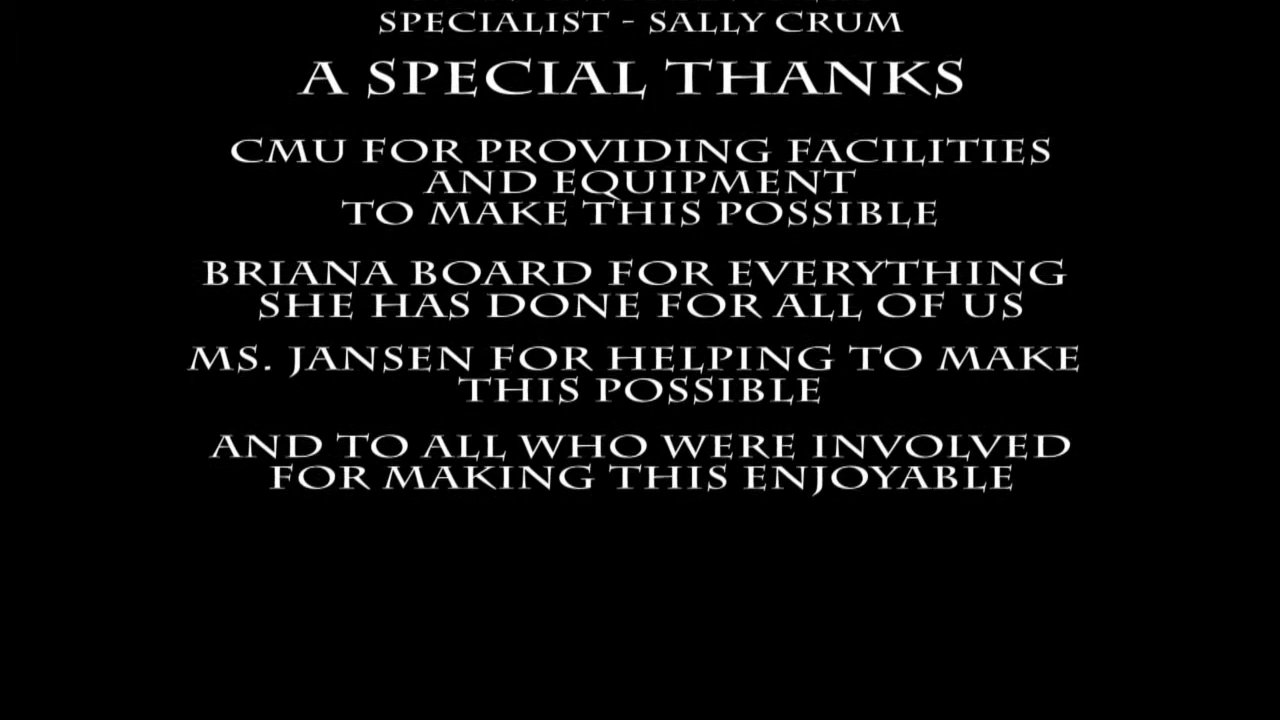 SPECIALIST - SALLY CRUM
A SPECIAL THANKS
CMU FOR PROVIDING FACILITIES
AND EQUIPMENT
TO MAKE THIS POSSIBLE
BRIANA BOARD FOR EVERYTHING
SHE HAS DONE FOR ALL OF US
MS. JANSEN FOR HELPING TO MAKE
THIS POSSIBLE
AND TO ALL WHO WERE INVOLVED
FOR MAKING THIS ENJOYABLE